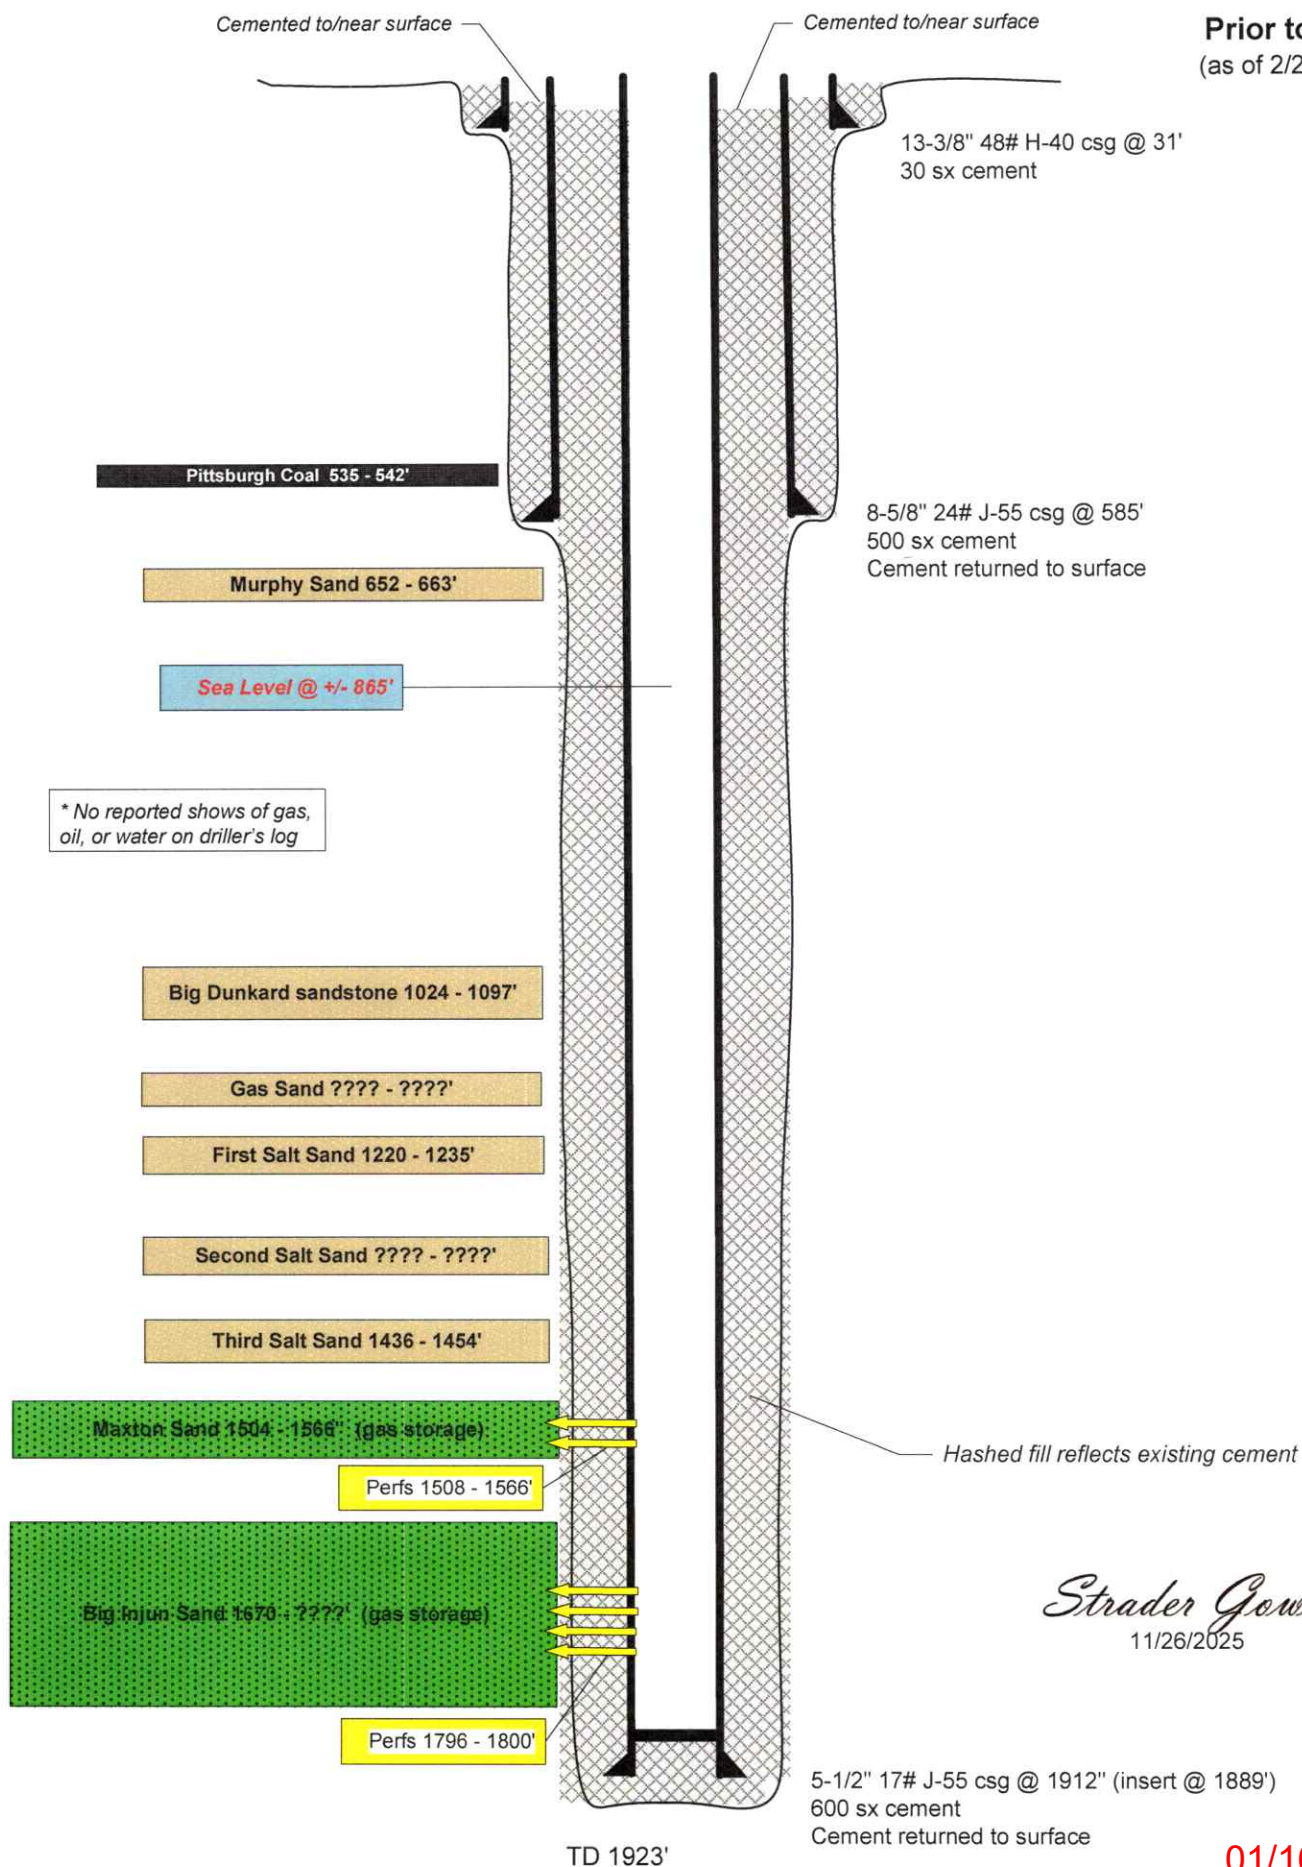 Cemented to/near surface
Cemented to/near surface
Prior to
(as of 2/2
13-3/8" 48# H-40 csg @ 31'
30 sx cement
Pittsburgh Coal 535 - 542'
8-5/8" 24# J-55 csg @ 585'
500 sx cement
Cement returned to surface
Murphy Sand 652 - 663'
Sea Level @ +/- 865'
* No reported shows of gas,
oil, or water on driller's log
Big Dunkard sandstone 1024 - 1097'
Gas Sand ???? - ????'
First Salt Sand 1220 - 1235'
Second Salt Sand ???? - ????'
Third Salt Sand 1436 - 1454'
Maxton Sand 1504 - 1566" (gas storage)
Hashed fill reflects existing cement
Perfs 1508 - 1566'
Big Injun Sand 1670 - ????' (gas storage)
Strader Gow
11/26/2025
Perfs 1796 - 1800'
5-1/2" 17# J-55 csg @ 1912" (insert @ 1889')
600 sx cement
Cement returned to surface
TD 1923'
01/16